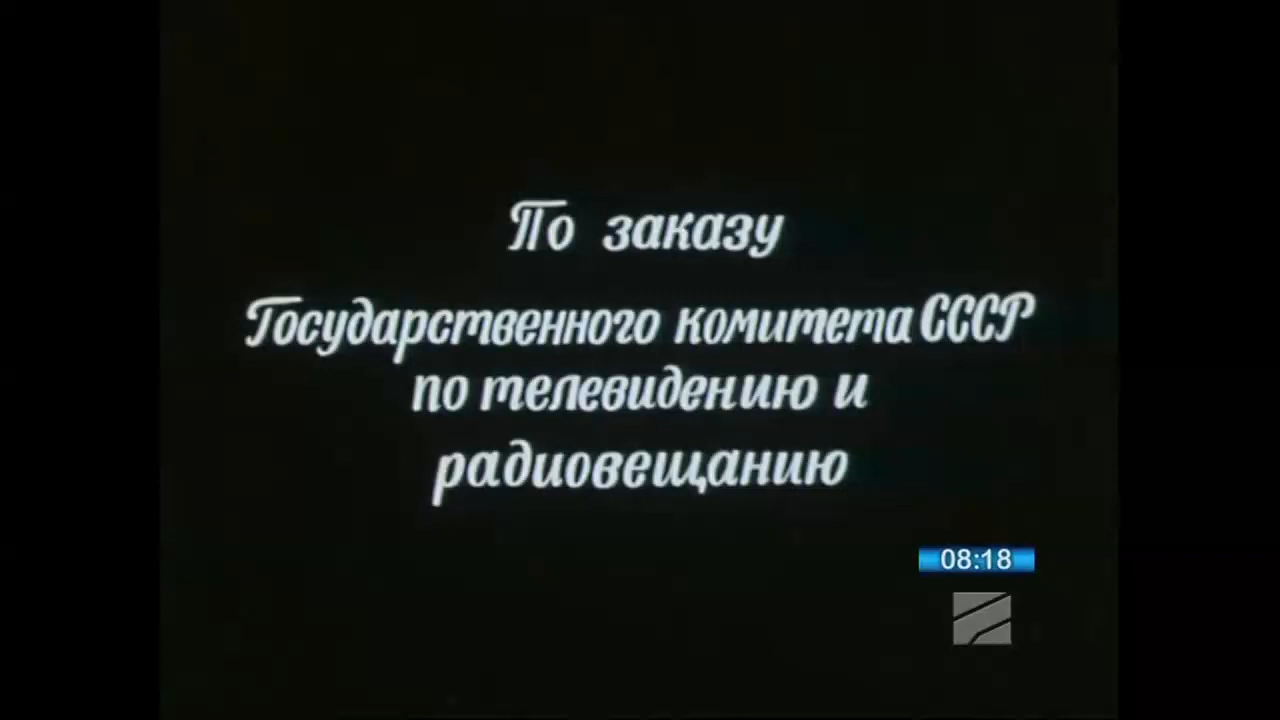 По заказу
Государственного комитета СССР
по телевидению и
радиовещанию
08:18